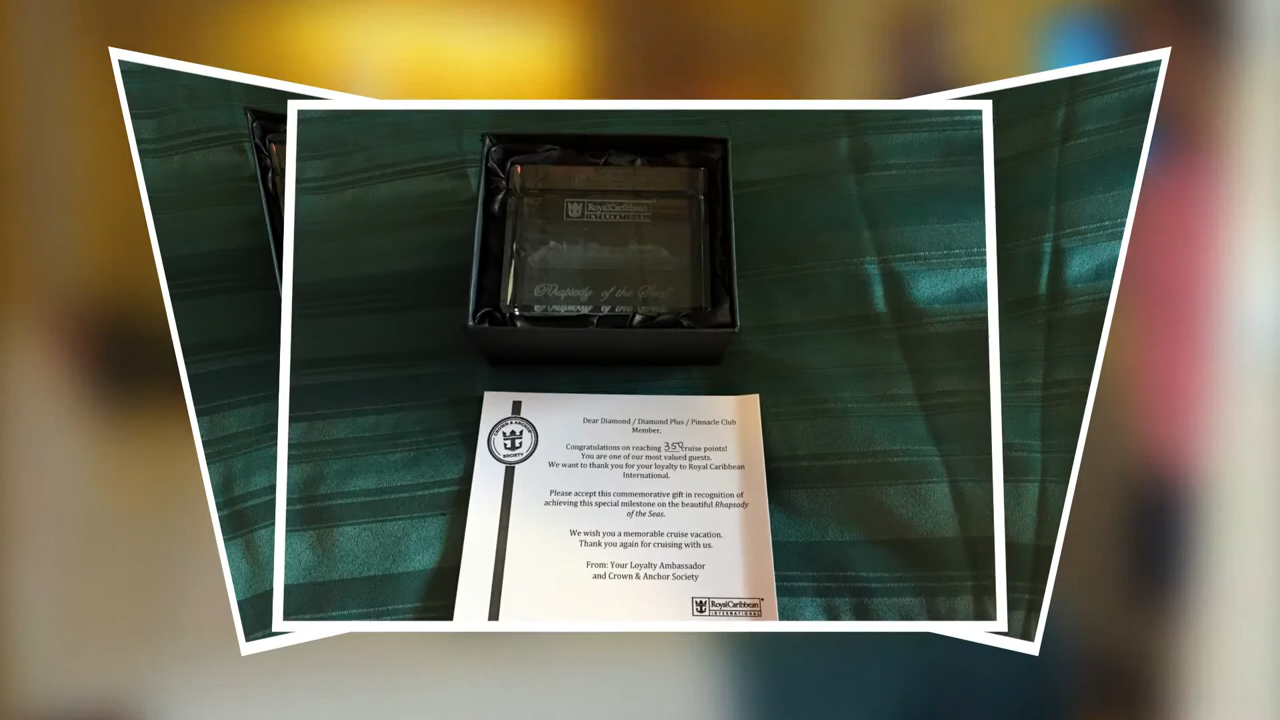 RoyalCaribbean
INTERNATIONAL
Rhapsody of the Seas
CROWN & ANCHOR
SOCIETY
Dear Diamond / Diamond Plus / Pinnacle Club
Member,
Congratulations on reaching 350 cruise points!
You are one of our most valued guests.
We want to thank you for your loyalty to Royal Caribbean
International.
Please accept this commemorative gift in recognition of
achieving this special milestone on the beautiful Rhapsody
of the Seas.
We wish you a memorable cruise vacation.
Thank you again for cruising with us.
From: Your Loyalty Ambassador
and Crown & Anchor Society
RoyalCaribbean
INTERNATIONAL